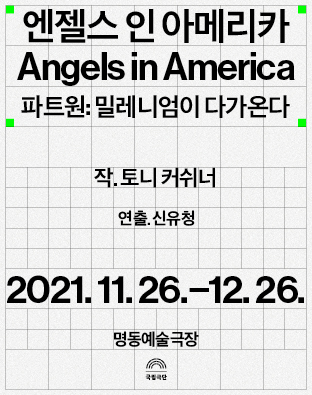 엔젤스 인 아메리카
Angels in America
파트원: 밀레니엄이 다가온다
작. 토니 커쉬너
연출. 신유청
2021. 11. 26.–12. 26.
명동예술극장
국립극단